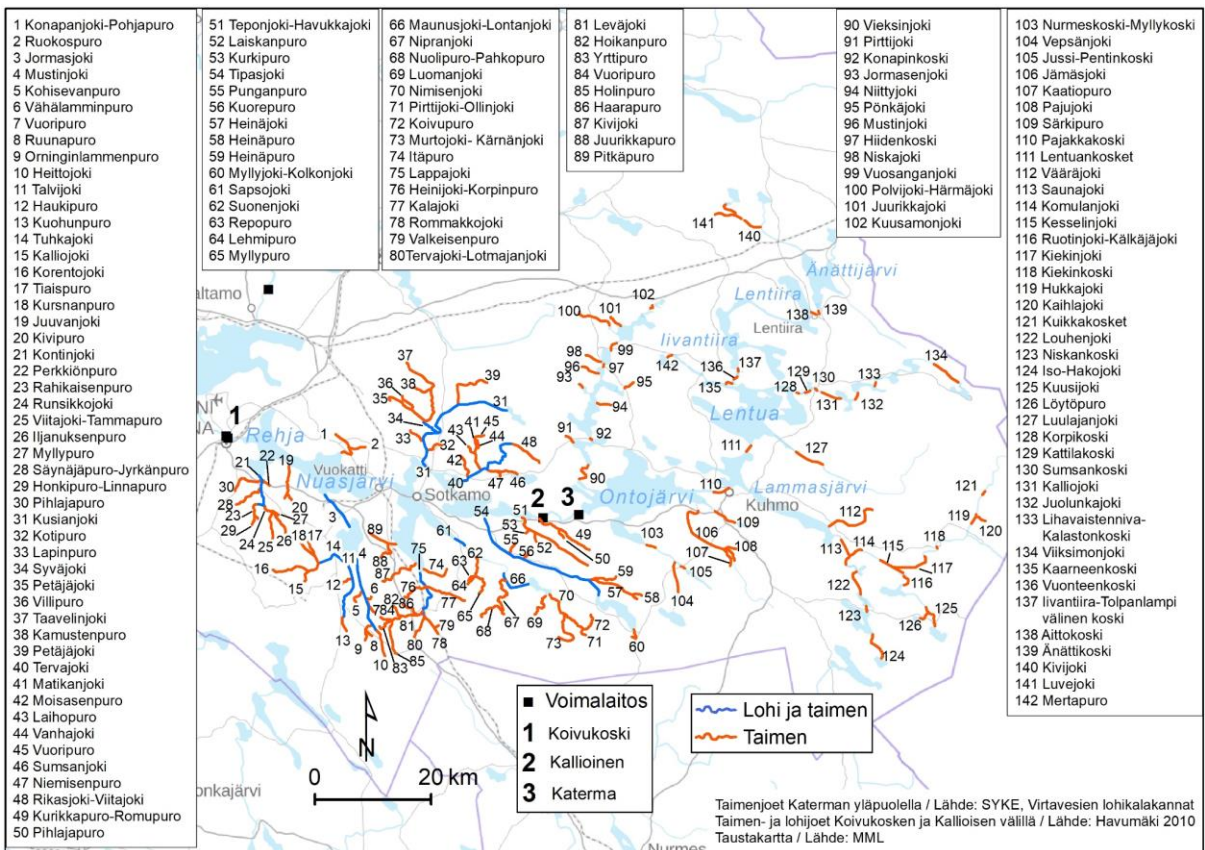 1 Konapanjoki-Pohjapuro
2 Ruokospuro
3 Jormasjoki
4 Mustinjoki
5 Kohisevanpuro
6 Vähälamminpuro
7 Vuoripuro
8 Ruunapuro
9 Orninginlammenpuro
10 Heittojoki
11 Talvijoki
12 Haukipuro
13 Kuohunpuro
14 Tuhkajoki
15 Kalliojoki
16 Korentojoki
17 Tiaispuro
18 Kursnanpuro
19 Juuvanjoki
20 Kivipuro
21 Kontinjoki
22 Perkkiönpuro
23 Rahikaisenpuro
24 Runsikkojoki
25 Viitajoki-Tammapuro
26 Iljanuksenpuro
27 Myllypuro
28 Säynäjäpuro-Jyrkänpuro
29 Honkipuro-Linnapuro
30 Pihlajapuro
31 Kusianjoki
32 Kotipuro
33 Lapinpuro
34 Syväjoki
35 Petäjäjoki
36 Villipuro
37 Taavelinjoki
38 Kamustenpuro
39 Petäjäjoki
40 Tervajoki
41 Matikanjoki
42 Moisasenpuro
43 Laihopuro
44 Vanhajoki
45 Vuoripuro
46 Sumsanjoki
47 Niemisenpuro
48 Rikasjoki-Viitajoki
49 Kurikkapuro-Romupuro
50 Pihlajapuro
51 Teponjoki-Havukkajoki
52 Laiskanpuro
53 Kurkipuro
54 Tipasjoki
55 Punganpuro
56 Kuorepuro
57 Heinäjoki
58 Heinäpuro
59 Heinäpuro
60 Myllyjoki-Kolkonjoki
61 Sapsojoki
62 Suonenjoki
63 Repopuro
64 Lehmipuro
65 Myllypuro
66 Maunusjoki-Lontanjoki
67 Nipranjoki
68 Nuolipuro-Pahkopuro
69 Luomanjoki
70 Nimisenjoki
71 Pirttijoki-Ollinjoki
72 Koivupuro
73 Murtojoki- Kärnänjoki
74 Itäpuro
75 Lappajoki
76 Heinijoki-Korpinpuro
77 Kalajoki
78 Rommakkojoki
79 Valkeisenpuro
80Tervajoki-Lotmajanjoki
81 Leväjoki
82 Hoikanpuro
83 Yrttipuro
84 Vuoripuro
85 Holinpuro
86 Haarapuro
87 Kivijoki
88 Juurikkapuro
89 Pitkäpuro
90 Vieksinjoki
91 Pirttijoki
92 Konapinkoski
93 Jormasenjoki
94 Niittyjoki
95 Pönkäjoki
96 Mustinjoki
97 Hiidenkoski
98 Niskajoki
99 Vuosanganjoki
100 Polvijoki-Härmäjoki
101 Juurikkajoki
102 Kuusamonjoki
103 Nurmeskoski-Myllykoski
104 Vepsänjoki
105 Jussi-Pentinkoski
106 Jämäsjoki
107 Kaatiopuro
108 Pajujoki
109 Särkipuro
110 Pajakkakoski
111 Lentuankosket
112 Vääräjoki
113 Saunajoki
114 Komulanjoki
115 Kesselinjoki
116 Ruotinjoki-Kälkäjäjoki
117 Kiekinjoki
118 Kiekinkoski
119 Hukkajoki
120 Kaihlajoki
121 Kuikkakosket
122 Louhenjoki
123 Niskankoski
124 Iso-Hakojoki
125 Kuusijoki
126 Löytöpuro
127 Luulajanjoki
128 Korpikoski
129 Kattilakoski
130 Sumsankoski
131 Kalliojoki
132 Juolunkajoki
133 Lihavaistenniva-
Kalastonkoski
134 Viiksimonjoki
135 Kaarneenkoski
136 Vuonteenkoski
137 Iivantiira-Tolpanlampi
välinen koski
138 Aittokoski
139 Änättikoski
140 Kivijoki
141 Luvejoki
142 Mertapuro
altamo
NI
NA
Rehja
Vuokatti
Nuasjärvi
Sotkamo
Ontojärvi
Kuhmo
Lammasjärvi
Lentua
Iivantiira
Lentiira
Lentiira
Änättijärvi
onkajärvi
Nurmes
1
2
3
N
0 20 km
Voimalaitos
1 Koivukoski
2 Kallioinen
3 Katerma
Lohi ja taimen
Taimen
Taimenjoet Katerman yläpuolella / Lähde: SYKE, Virtavesien lohikalakannat
Taimen- ja lohijoet Koivukosken ja Kallioisen välillä / Lähde: Havumäki 2010
Taustakartta / Lähde: MML